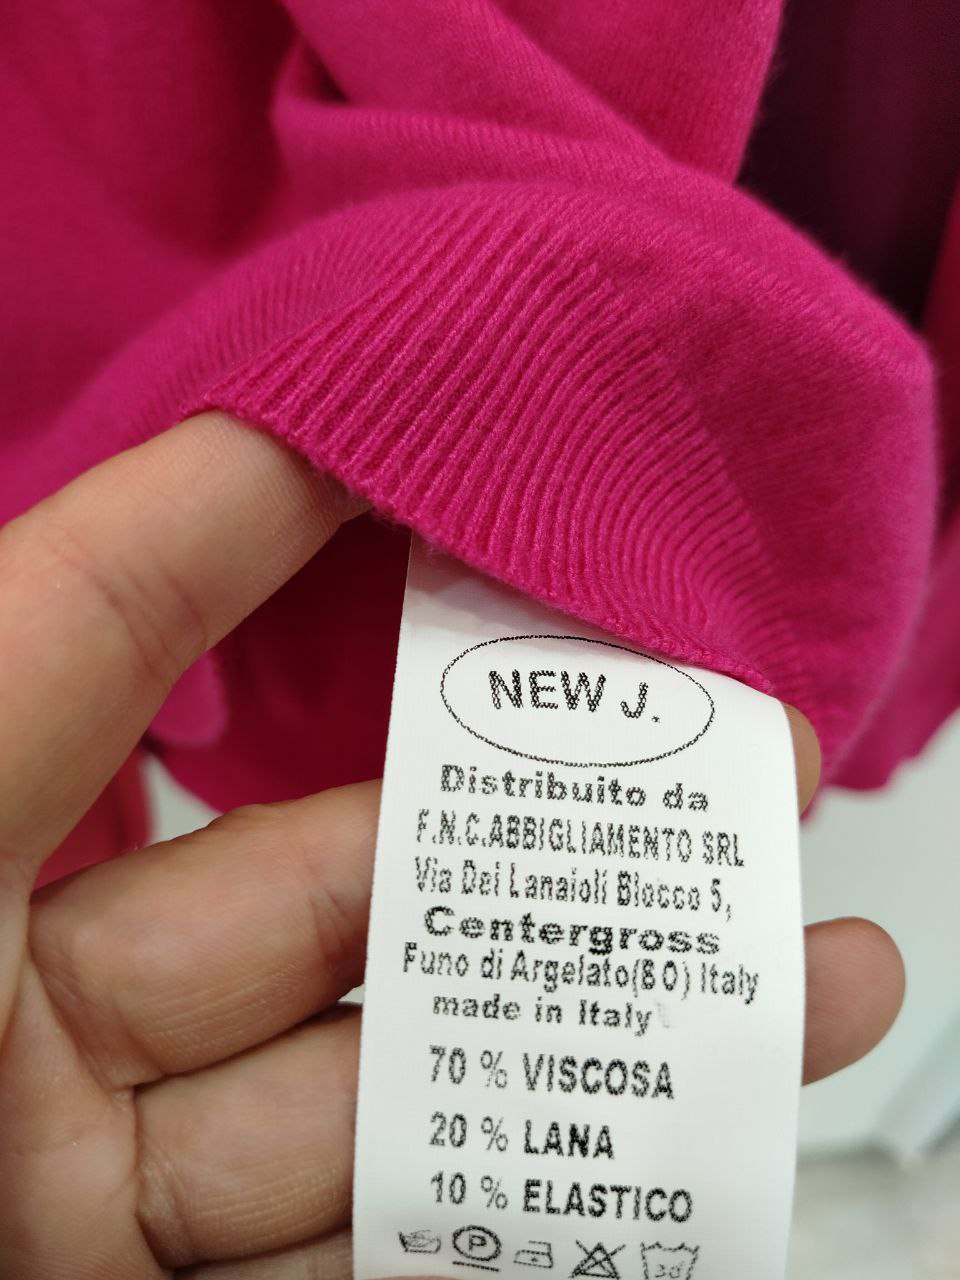 NEW J.
Distribuito da
F.N.C.ABBIGLIAMENTO SRL
Via Dei Lanaioli Blocco 5,
Centergross
Funo di Argelato(BO) Italy
made in Italy
70 % VISCOSA
20 % LANA
10 % ELASTICO
P 30